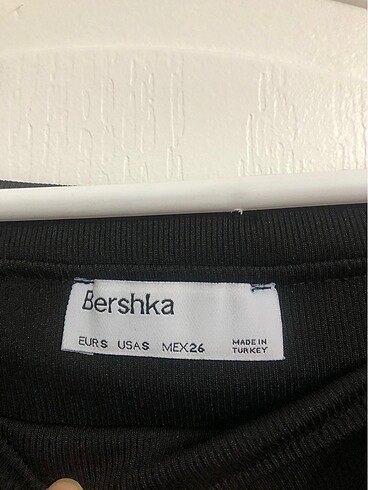 Bershka
EUR S USA S MEX 26 MADE IN
TURKEY